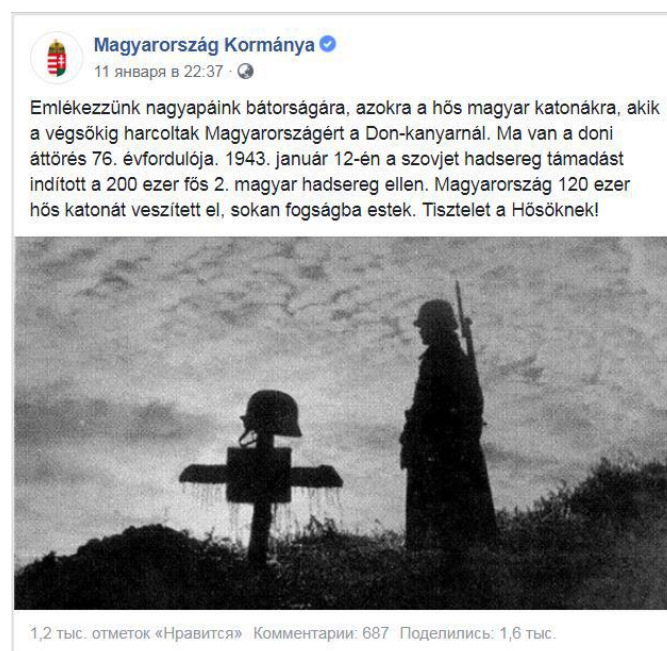 Magyarország Kormánya
11 января в 22:37 ·
Emlékezzünk nagyapáink bátorságára, azokra a hős magyar katonákra, akik
a végsőkig harcoltak Magyarországért a Don-kanyarnál. Ma van a doni
áttörés 76. évfordulója. 1943. január 12-én a szovjet hadsereg támadást
indított a 200 ezer fős 2. magyar hadsereg ellen. Magyarország 120 ezer
hős katonát veszített el, sokan fogságba estek. Tisztelet a Hősöknek!
1,2 тыс. отметок «Нравится» Комментарии: 687 Поделились: 1,6 тыс.